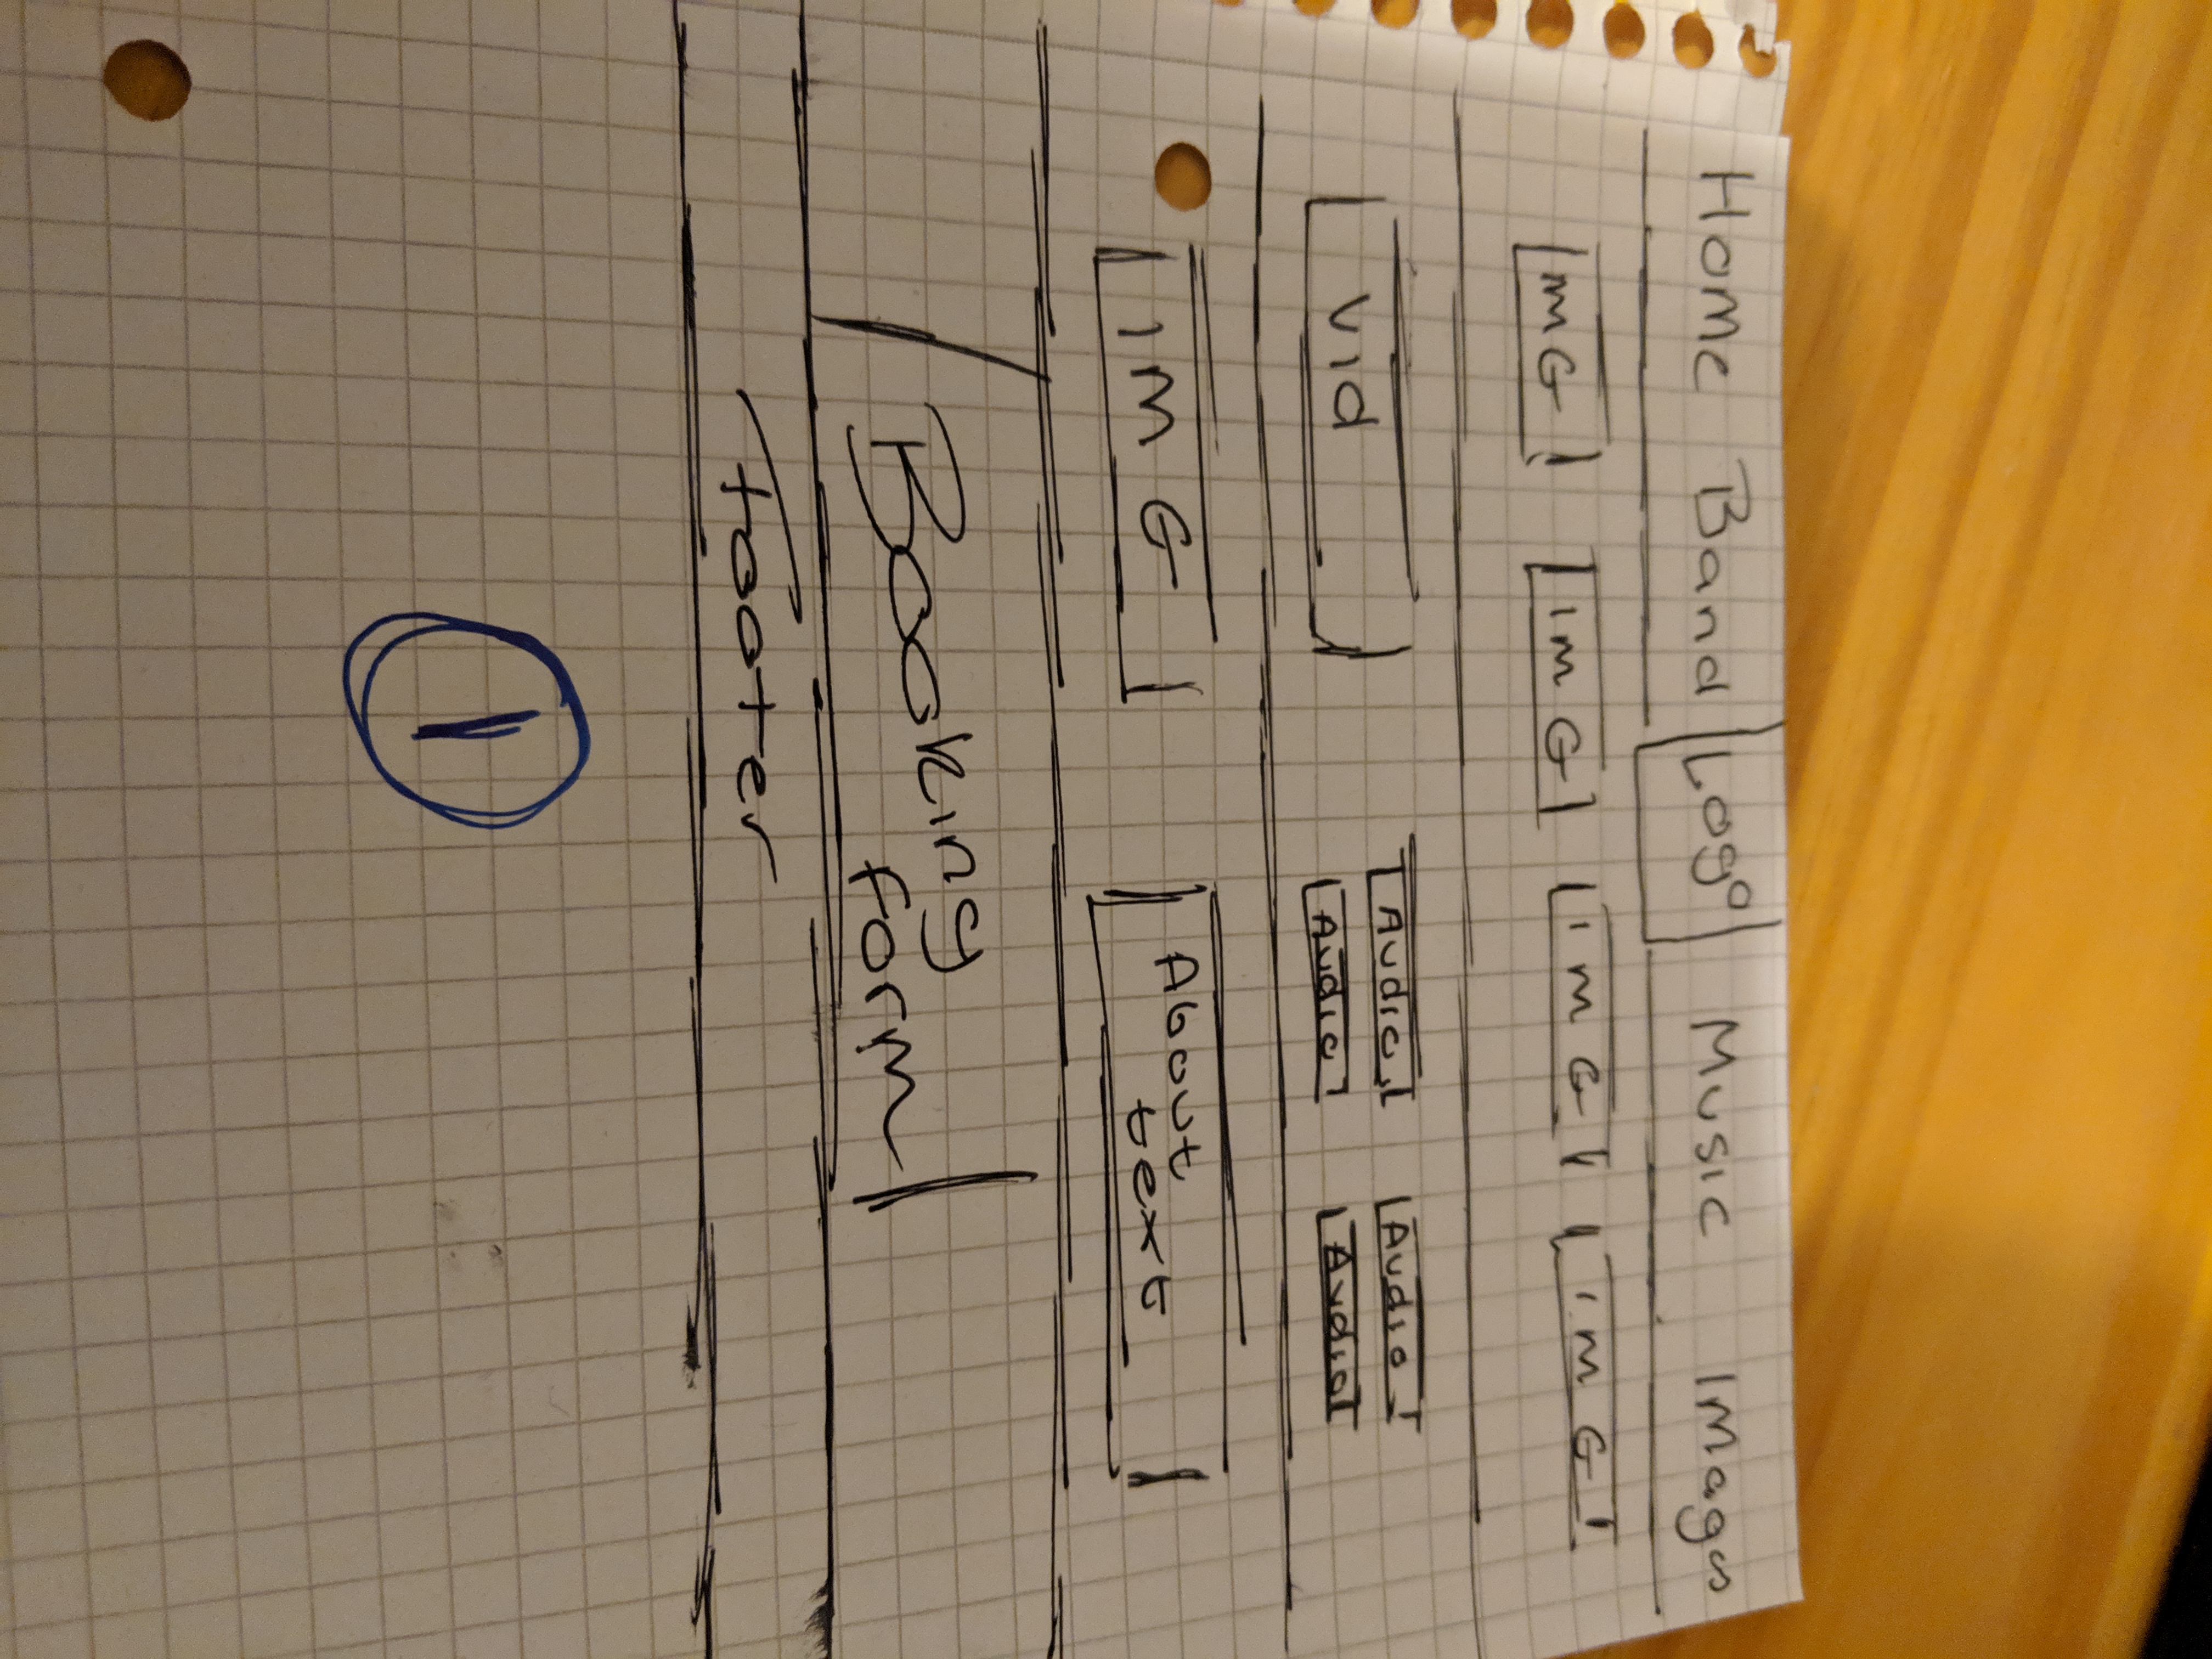 Home Band Logo Music Images
IMG IMG IMG IMG
Vid
Audio Audio
Audio Audio
IMG
About
text
Booking
form
footer
1